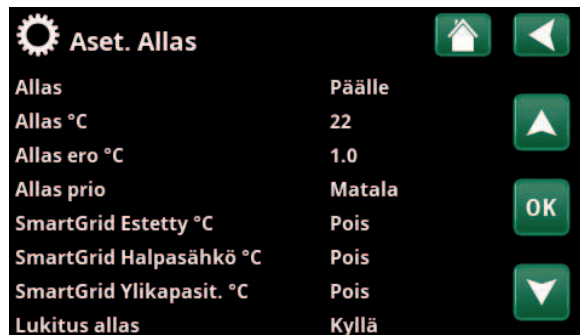 Aset. Allas
Allas Päälle
Allas °C 22
Allas ero °C 1.0
Allas prio Matala
OK
SmartGrid Estetty °C Pois
SmartGrid Halpasähkö °C Pois
SmartGrid Ylikapasit. °C Pois
Lukitus allas Kyllä